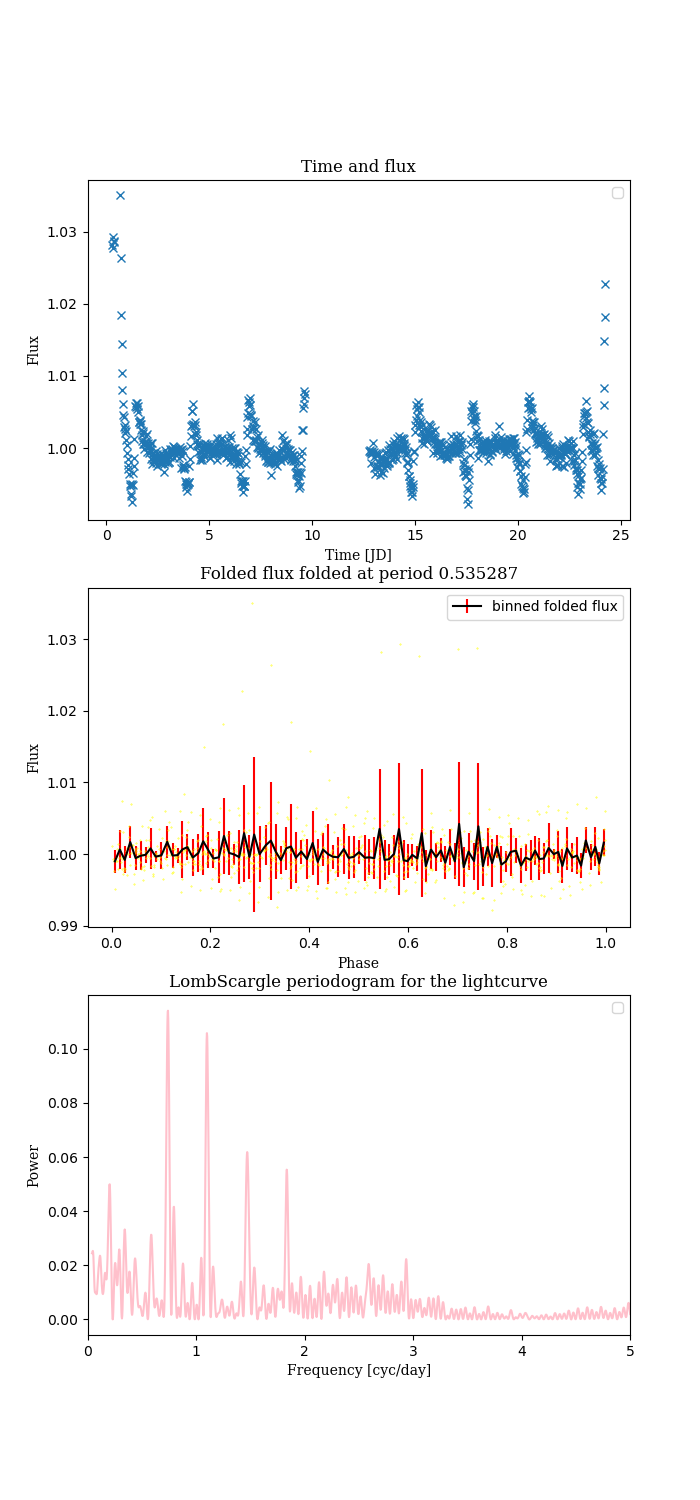 Time and flux
Flux
1.03
1.02
1.01
1.00
0 5 10 15 20 25
Time [JD]
Folded flux folded at period 0.535287
binned folded flux
Flux
1.03
1.02
1.01
1.00
0.99
0.0 0.2 0.4 0.6 0.8 1.0
Phase
LombScargle periodogram for the lightcurve
Power
0.10
0.08
0.06
0.04
0.02
0.00
0 1 2 3 4 5
Frequency [cyc/day]